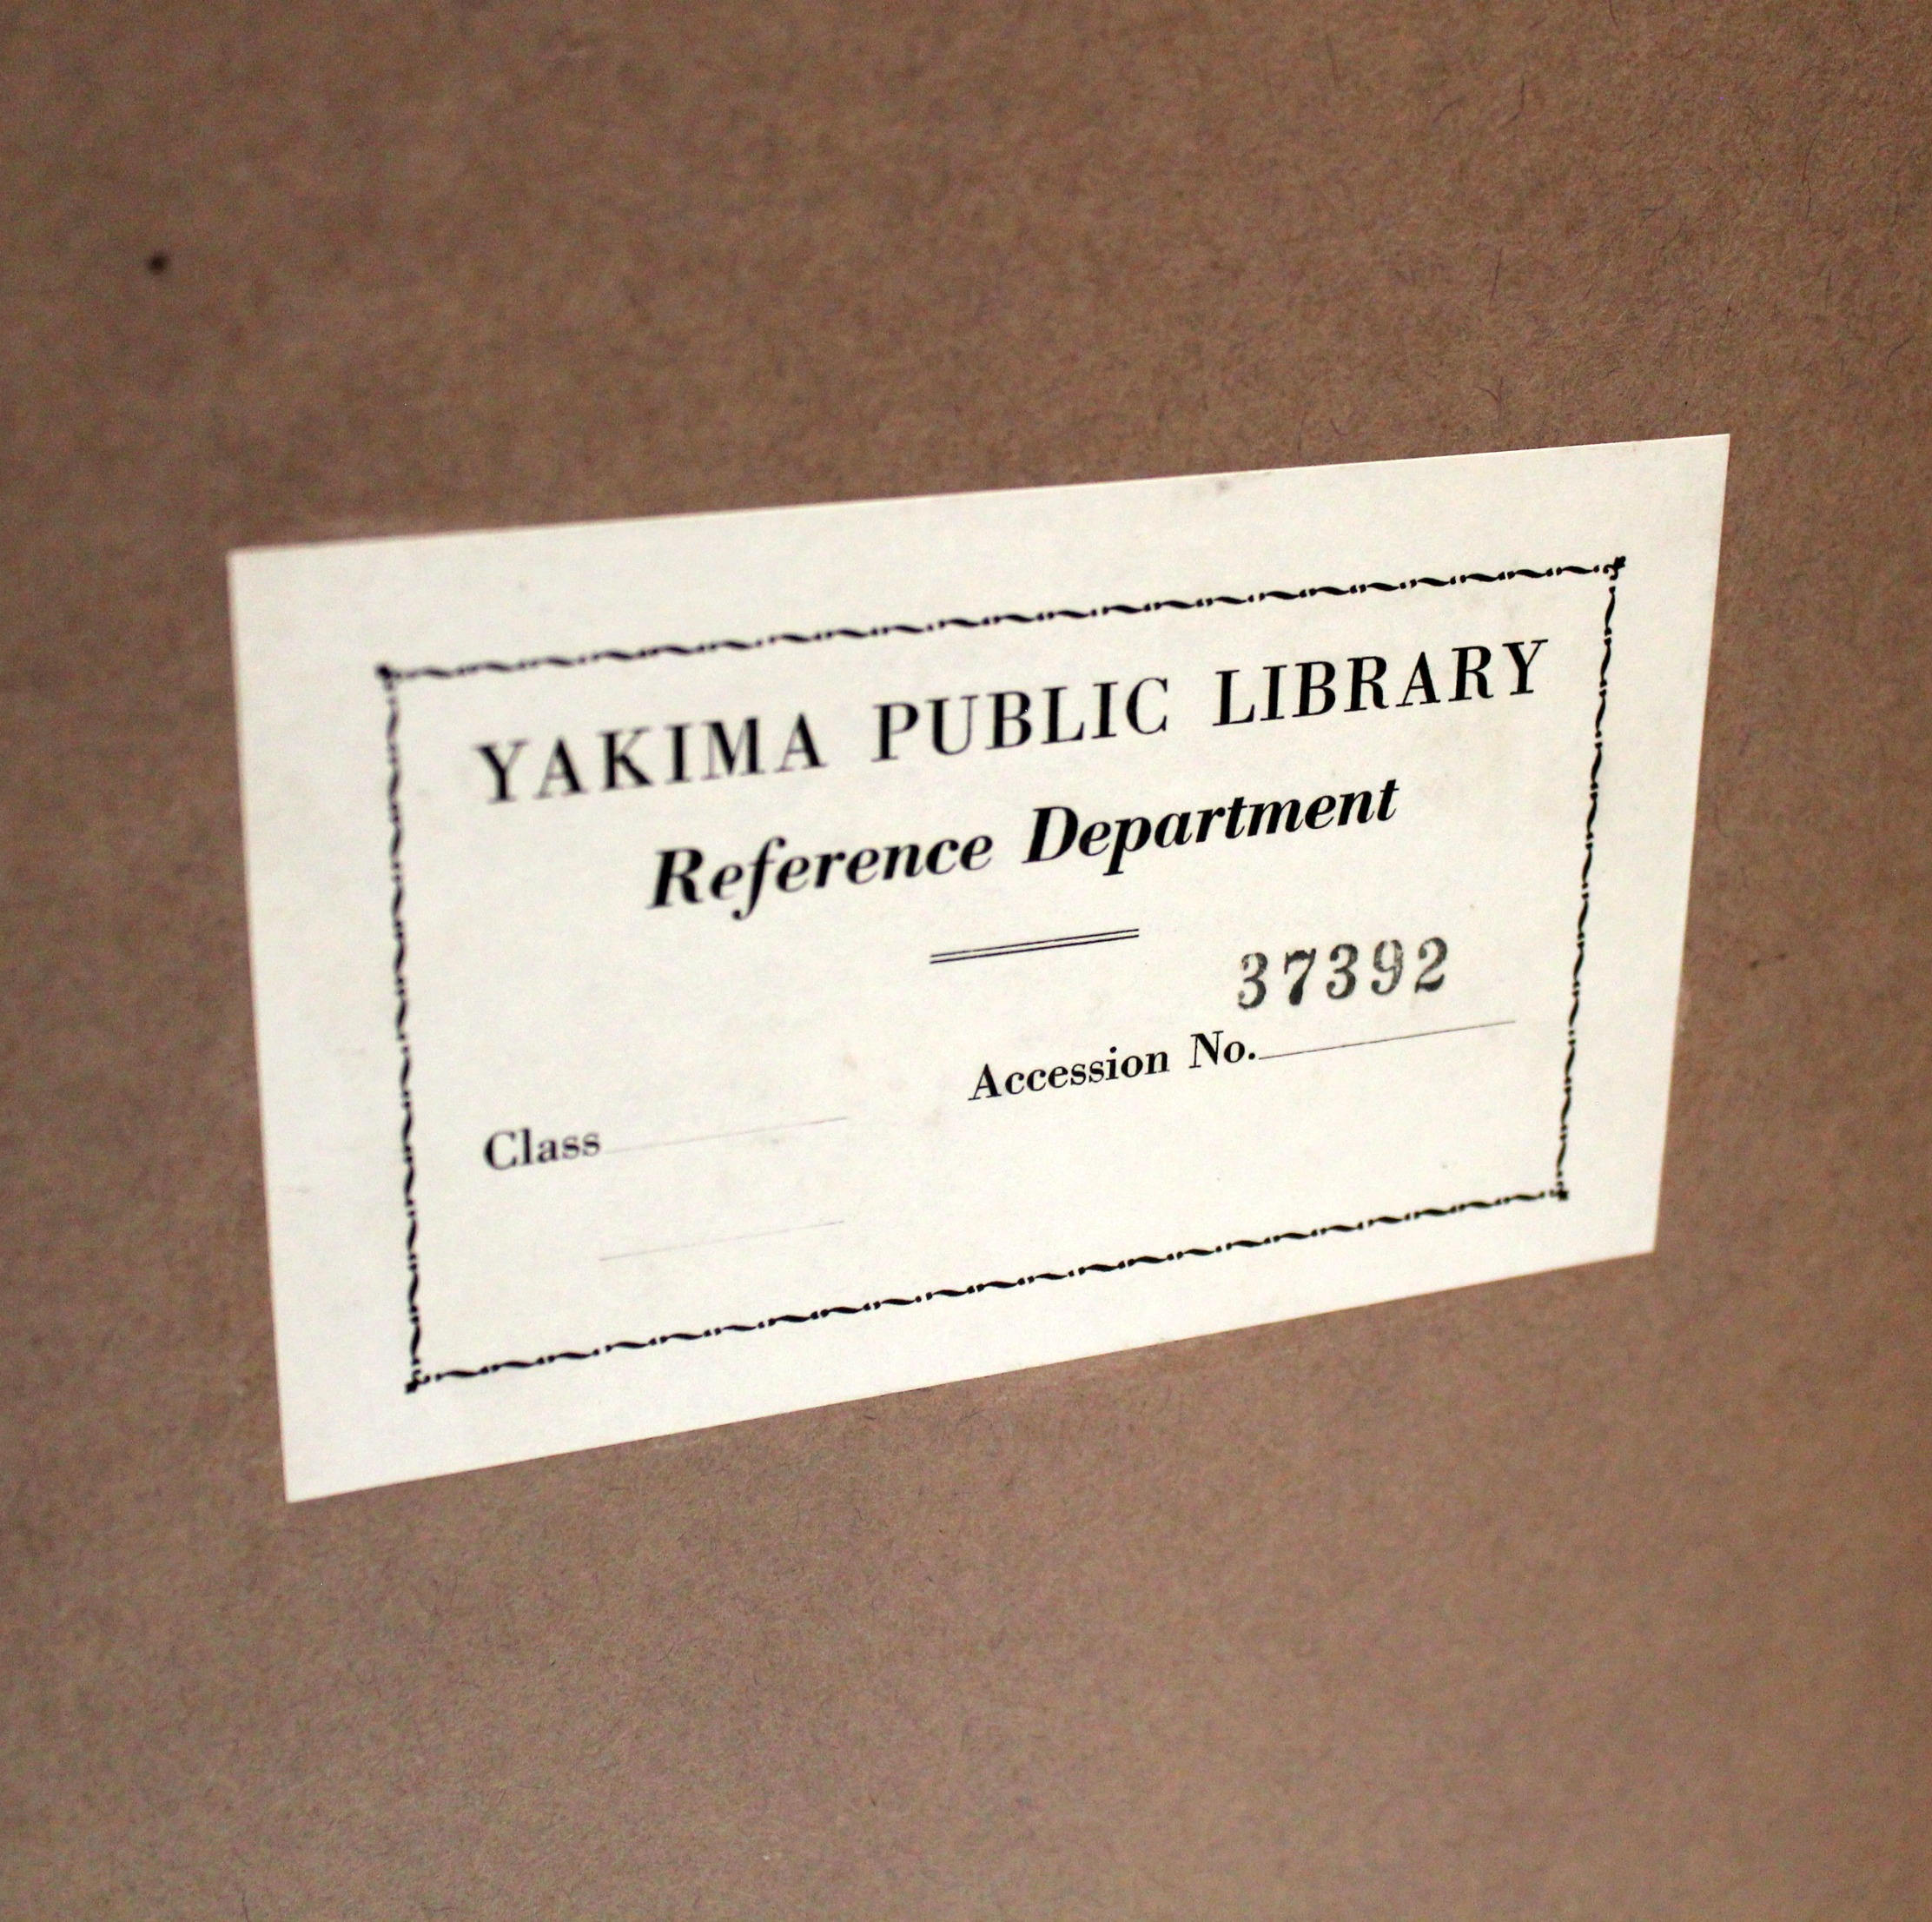 YAKIMA PUBLIC LIBRARY
Reference Department
37392
Accession No.
Class